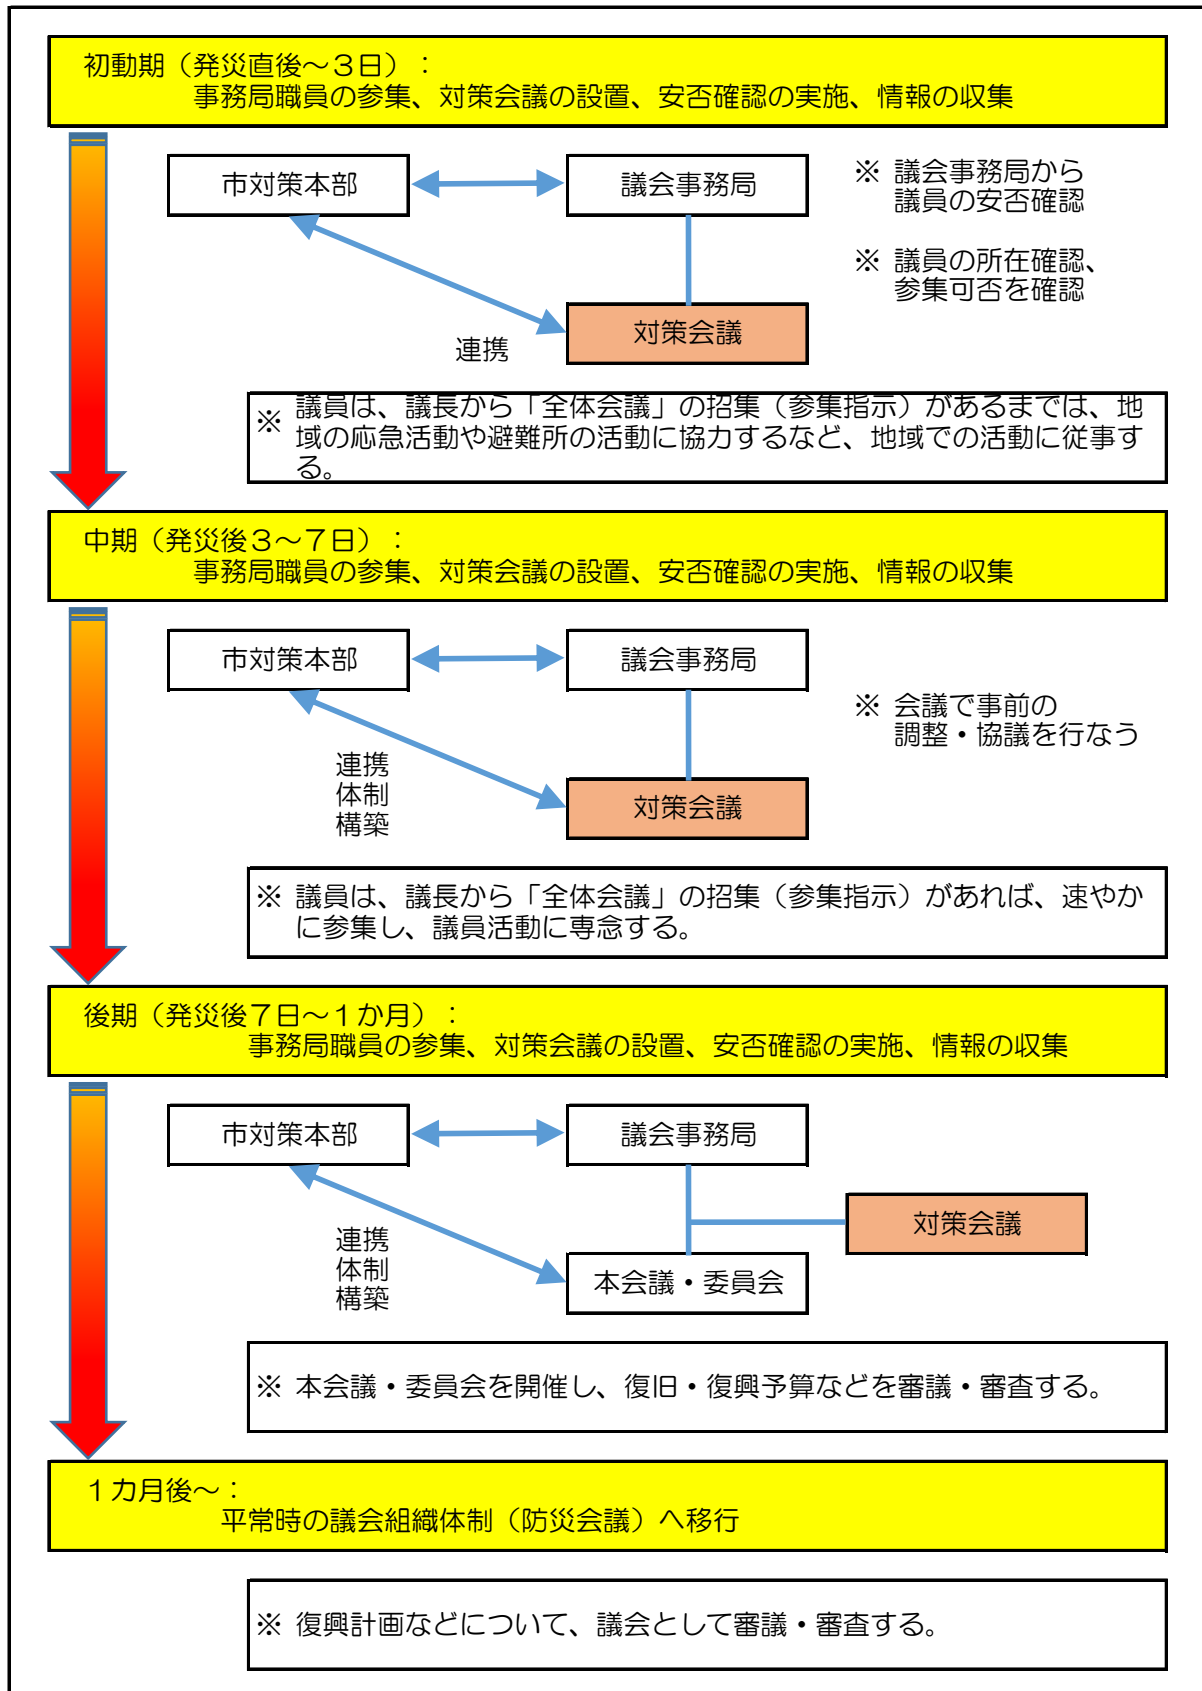 初動期（発災直後～３日）：
事務局職員の参集、対策会議の設置、安否確認の実施、情報の収集
市対策本部
議会事務局
※ 議会事務局から
議員の安否確認
※ 議員の所在確認、
参集可否を確認
対策会議
連携
※ 議員は、議長から「全体会議」の招集（参集指示）があるまでは、地
域の応急活動や避難所の活動に協力するなど、地域での活動に従事す
る。
中期（発災後３～７日）：
事務局職員の参集、対策会議の設置、安否確認の実施、情報の収集
市対策本部
議会事務局
※ 会議で事前の
調整・協議を行なう
連携
体制
構築
対策会議
※ 議員は、議長から「全体会議」の招集（参集指示）があれば、速やか
に参集し、議員活動に専念する。
後期（発災後７日～１か月）：
事務局職員の参集、対策会議の設置、安否確認の実施、情報の収集
市対策本部
議会事務局
対策会議
連携
体制
構築
本会議・委員会
※ 本会議・委員会を開催し、復旧・復興予算などを審議・審査する。
１カ月後～：
平常時の議会組織体制（防災会議）へ移行
※ 復興計画などについて、議会として審議・審査する。